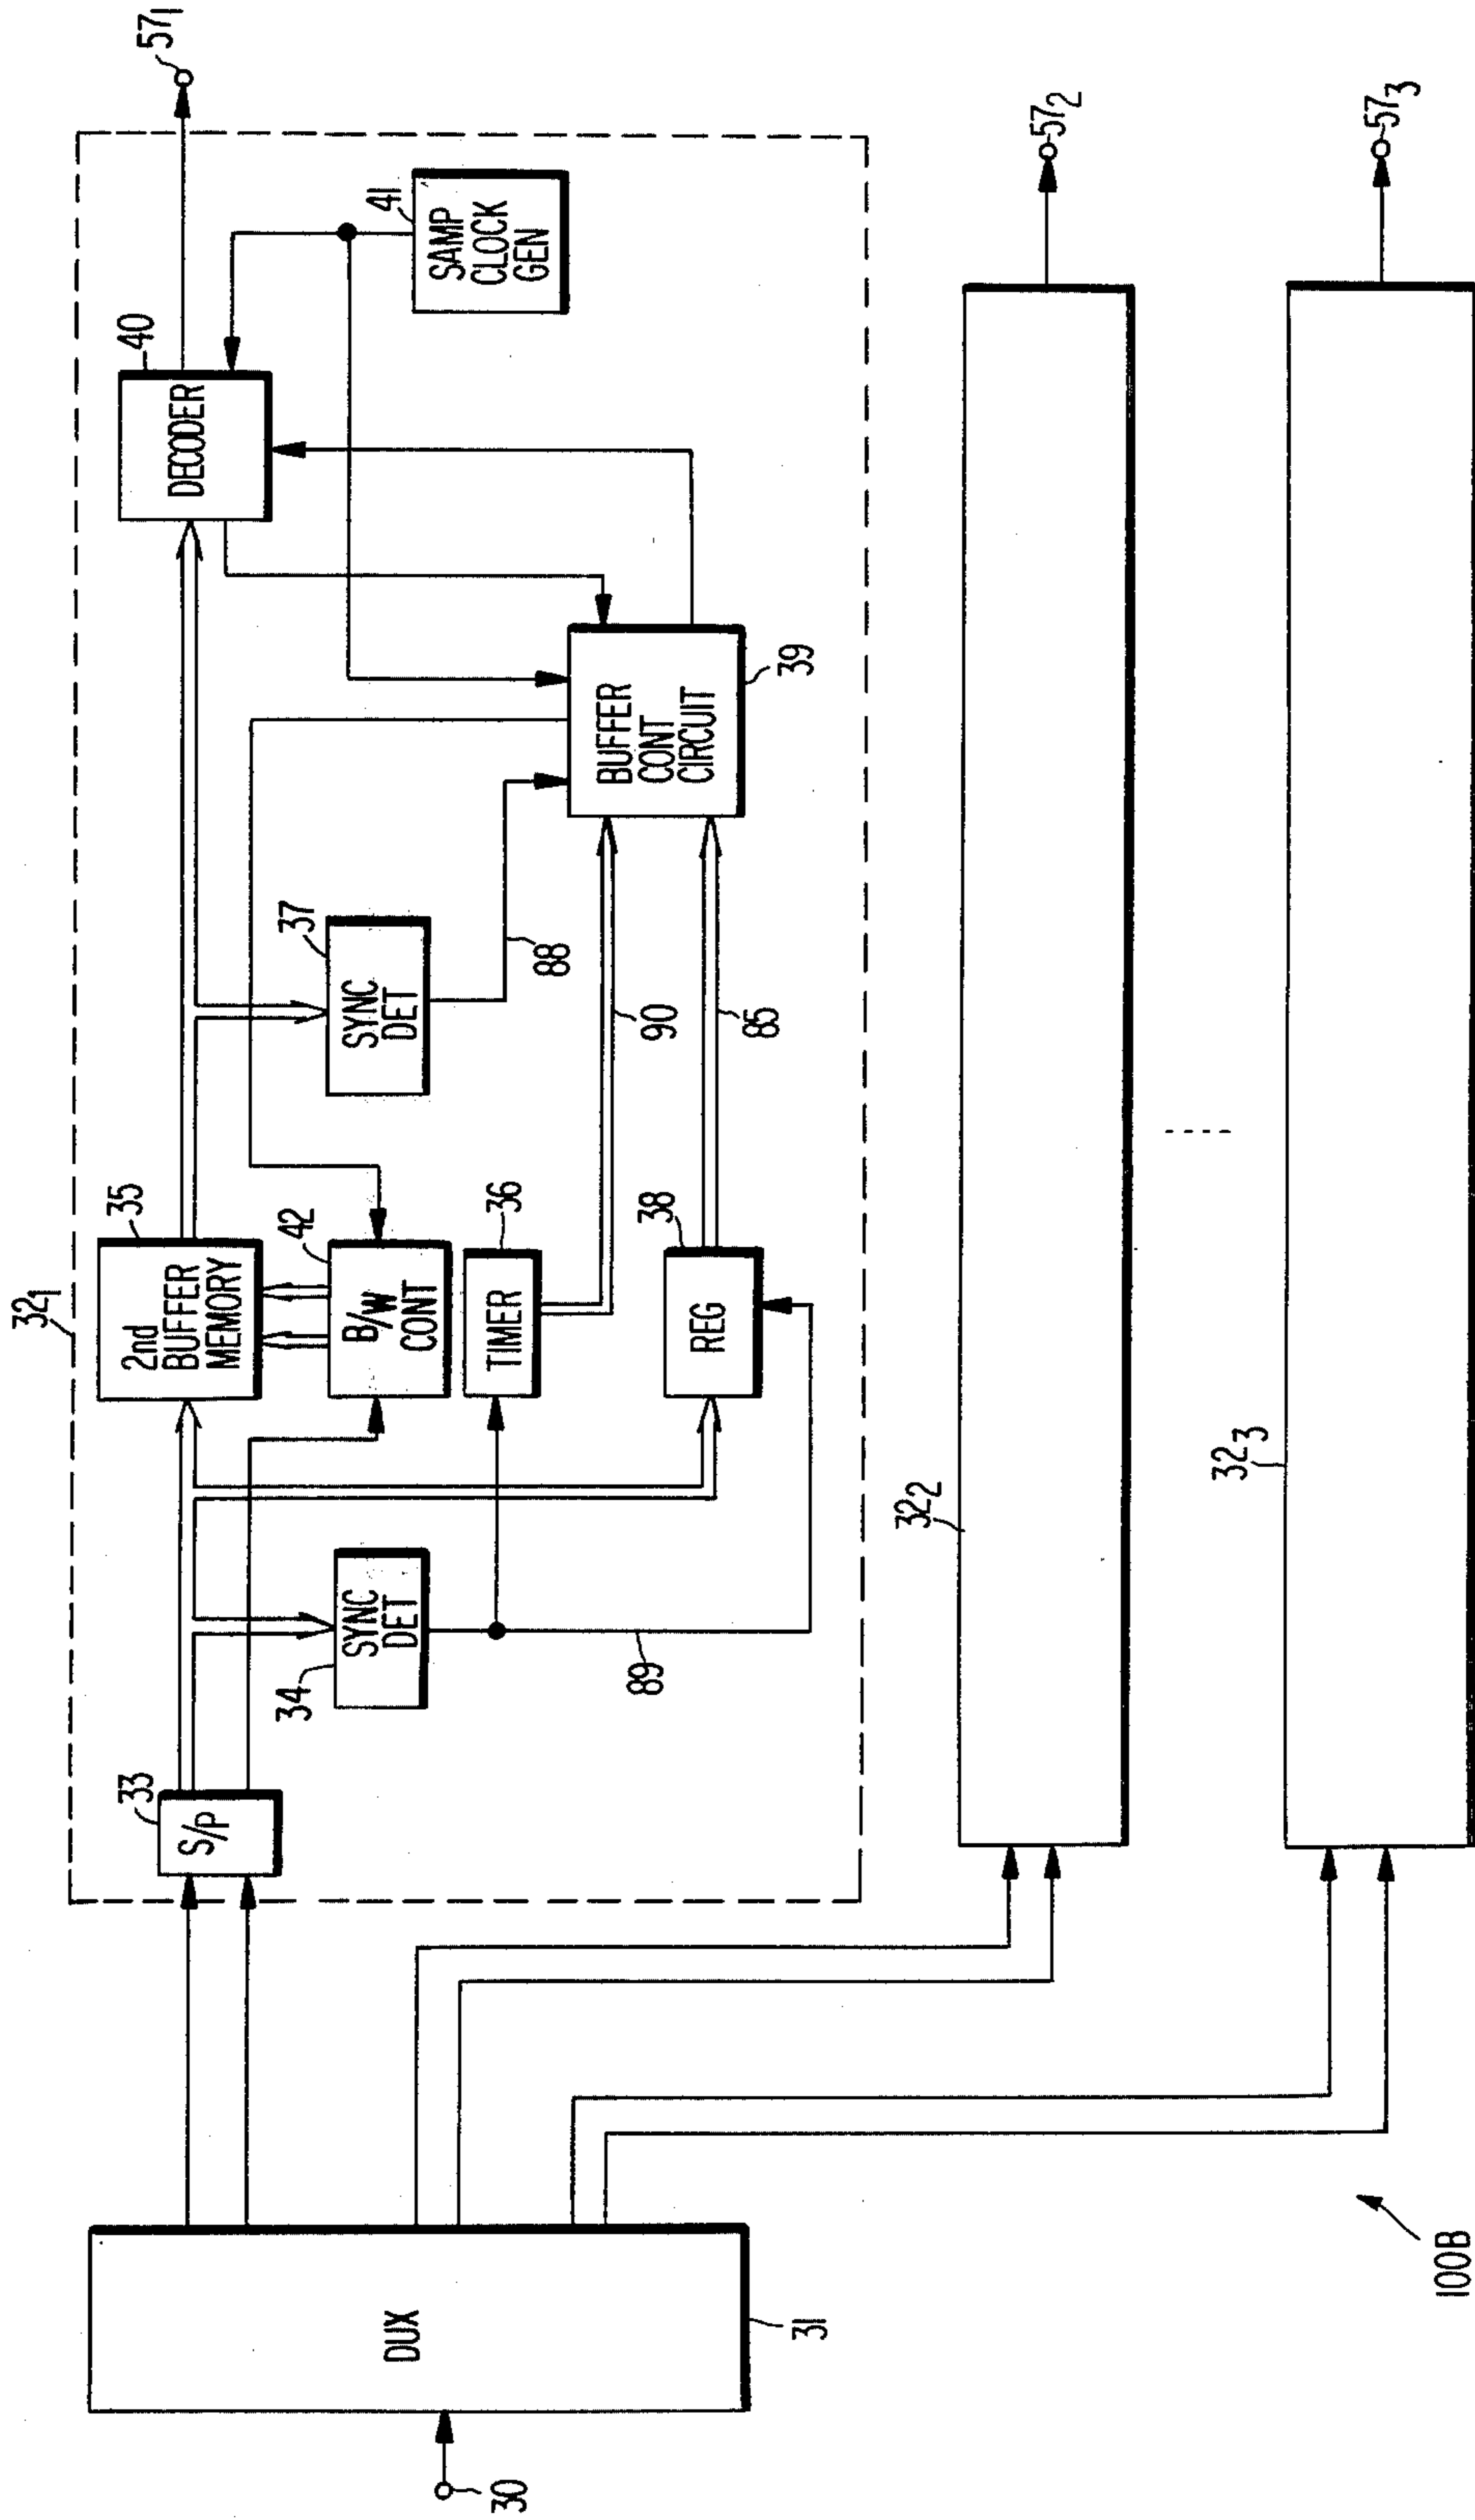 30
DUX
31
32₁
33
S/P
34
SYNC
DET
89
35
2nd
BUFFER
MEMORY
42
B/W
CONT
36
TIMER
38
REG
37
SYNC
DET
88
90
85
39
BUFFER
CONT
CIRCUIT
40
DECODER
41
SAMP
CLOCK
GEN
57₁
32₂
57₂
32₃
57₃
100B